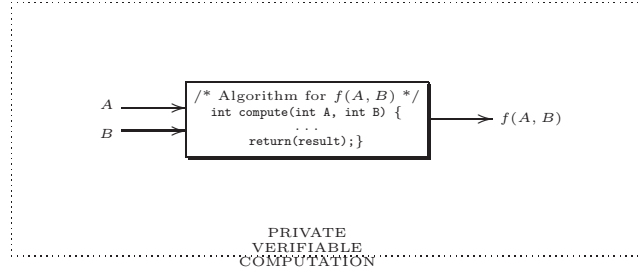 /* Algorithm for f(A, B) */
A
int compute(int A, int B) {
...
B
return(result);}
f(A, B)
PRIVATE
VERIFIABLE
COMPUTATION